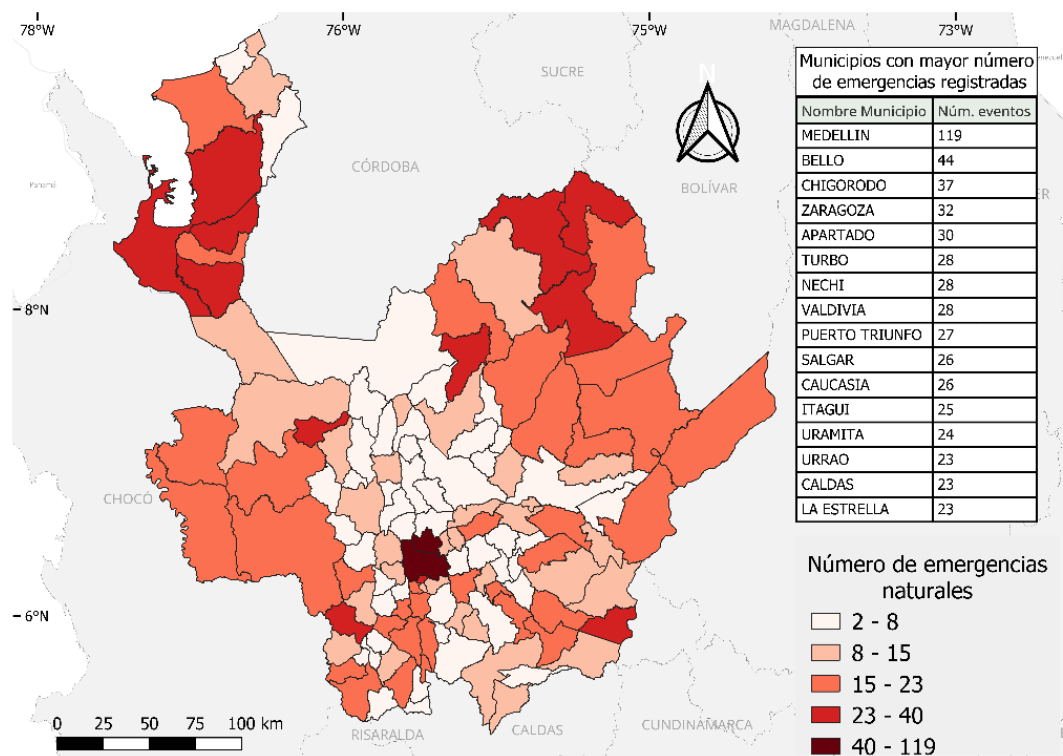 78°W
76°W
75°W
73°W
MAGDALENA
SUCRE
N
CÓRDOBA
BOLÍVAR
Panamá
ER
Municipios con mayor número
de emergencias registradas
Nombre Municipio Núm. eventos
MEDELLIN 119
BELLO 44
CHIGORODO 37
ZARAGOZA 32
APARTADO 30
TURBO 28
NECHI 28
VALDIVIA 28
PUERTO TRIUNFO 27
SALGAR 26
CAUCASIA 26
ITAGUI 25
URAMITA 24
URRAO 23
CALDAS 23
LA ESTRELLA 23
8°N
CHOCÓ
6°N
Número de emergencias
naturales
2 - 8
8 - 15
15 - 23
23 - 40
40 - 119
0 25 50 75 100 km
RISARALDA
CALDAS
CUNDINAMARCA